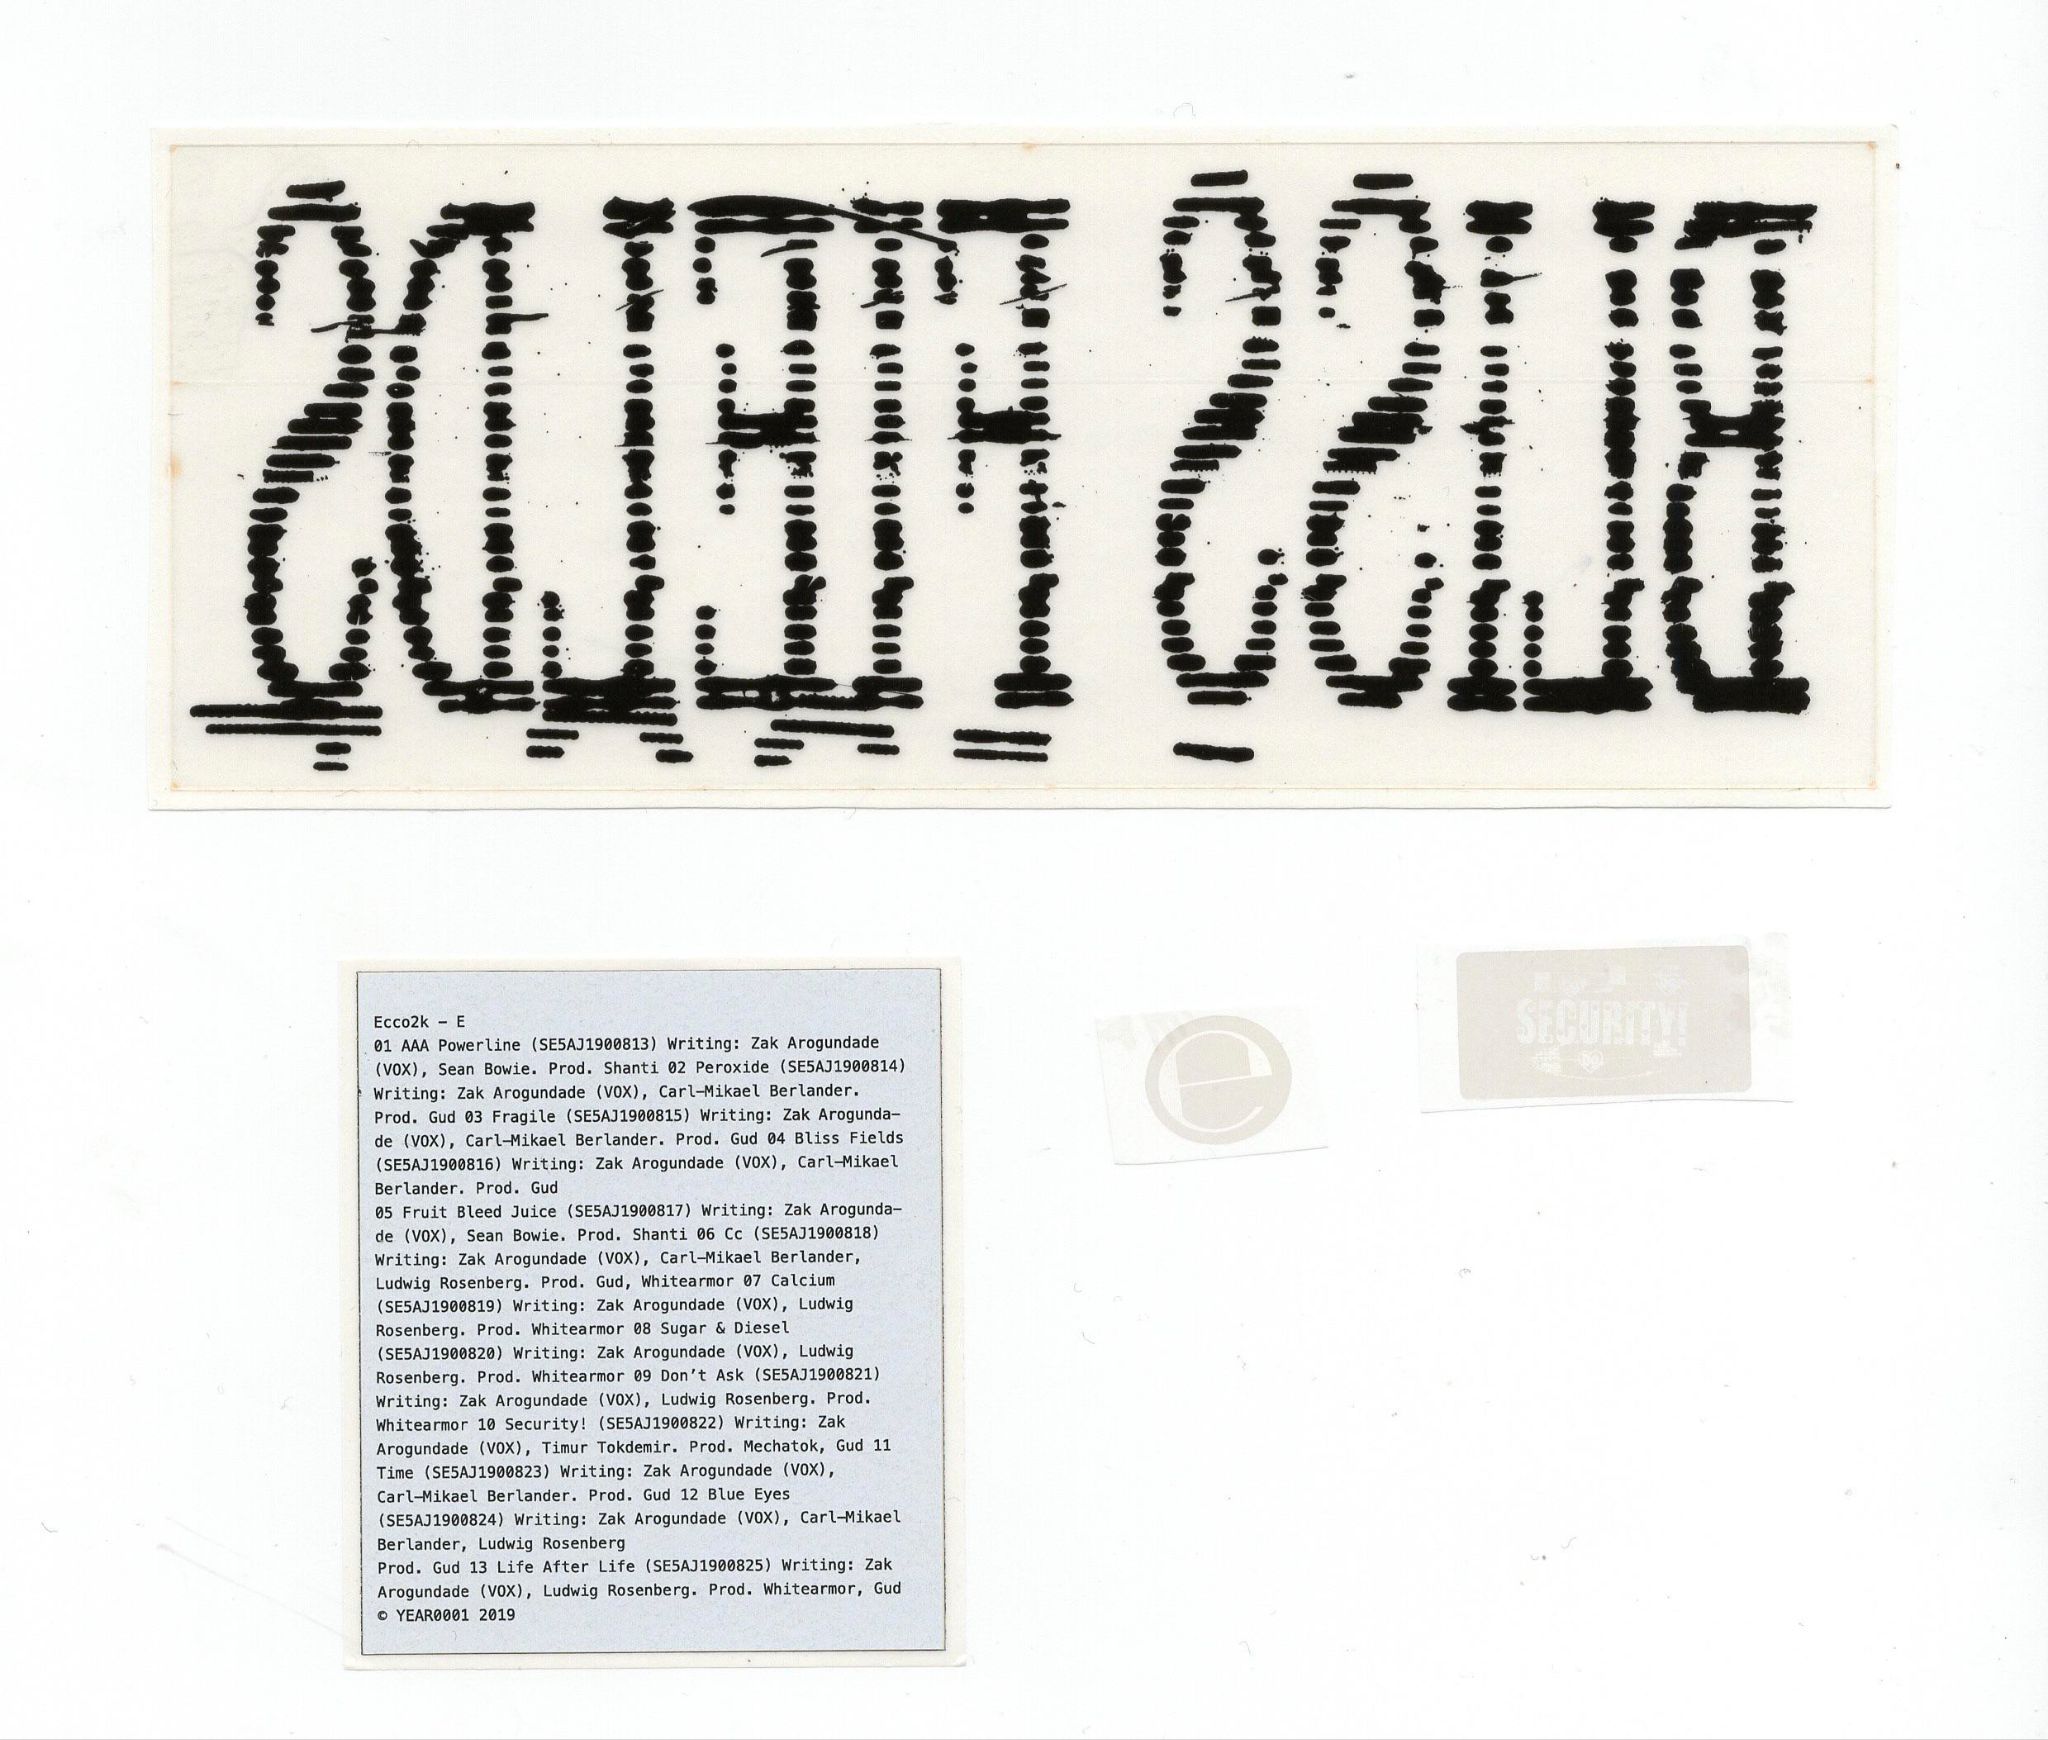 BLISS FIELDS
Ecco2k – E
01 AAA Powerline (SE5AJ1900813) Writing: Zak Arogundade
(VOX), Sean Bowie. Prod. Shanti 02 Peroxide (SE5AJ1900814)
Writing: Zak Arogundade (VOX), Carl–Mikael Berlander.
Prod. Gud 03 Fragile (SE5AJ1900815) Writing: Zak Arogunda–
de (VOX), Carl–Mikael Berlander. Prod. Gud 04 Bliss Fields
(SE5AJ1900816) Writing: Zak Arogundade (VOX), Carl–Mikael
Berlander. Prod. Gud
05 Fruit Bleed Juice (SE5AJ1900817) Writing: Zak Arogunda–
de (VOX), Sean Bowie. Prod. Shanti 06 Cc (SE5AJ1900818)
Writing: Zak Arogundade (VOX), Carl–Mikael Berlander,
Ludwig Rosenberg. Prod. Gud, Whitearmor 07 Calcium
(SE5AJ1900819) Writing: Zak Arogundade (VOX), Ludwig
Rosenberg. Prod. Whitearmor 08 Sugar & Diesel
(SE5AJ1900820) Writing: Zak Arogundade (VOX), Ludwig
Rosenberg. Prod. Whitearmor 09 Don’t Ask (SE5AJ1900821)
Writing: Zak Arogundade (VOX), Ludwig Rosenberg. Prod.
Whitearmor 10 Security! (SE5AJ1900822) Writing: Zak
Arogundade (VOX), Timur Tokdemir. Prod. Mechatok, Gud 11
Time (SE5AJ1900823) Writing: Zak Arogundade (VOX),
Carl–Mikael Berlander. Prod. Gud 12 Blue Eyes
(SE5AJ1900824) Writing: Zak Arogundade (VOX), Carl–Mikael
Berlander, Ludwig Rosenberg
Prod. Gud 13 Life After Life (SE5AJ1900825) Writing: Zak
Arogundade (VOX), Ludwig Rosenberg. Prod. Whitearmor, Gud
© YEAR0001 2019
e
SECURITY!